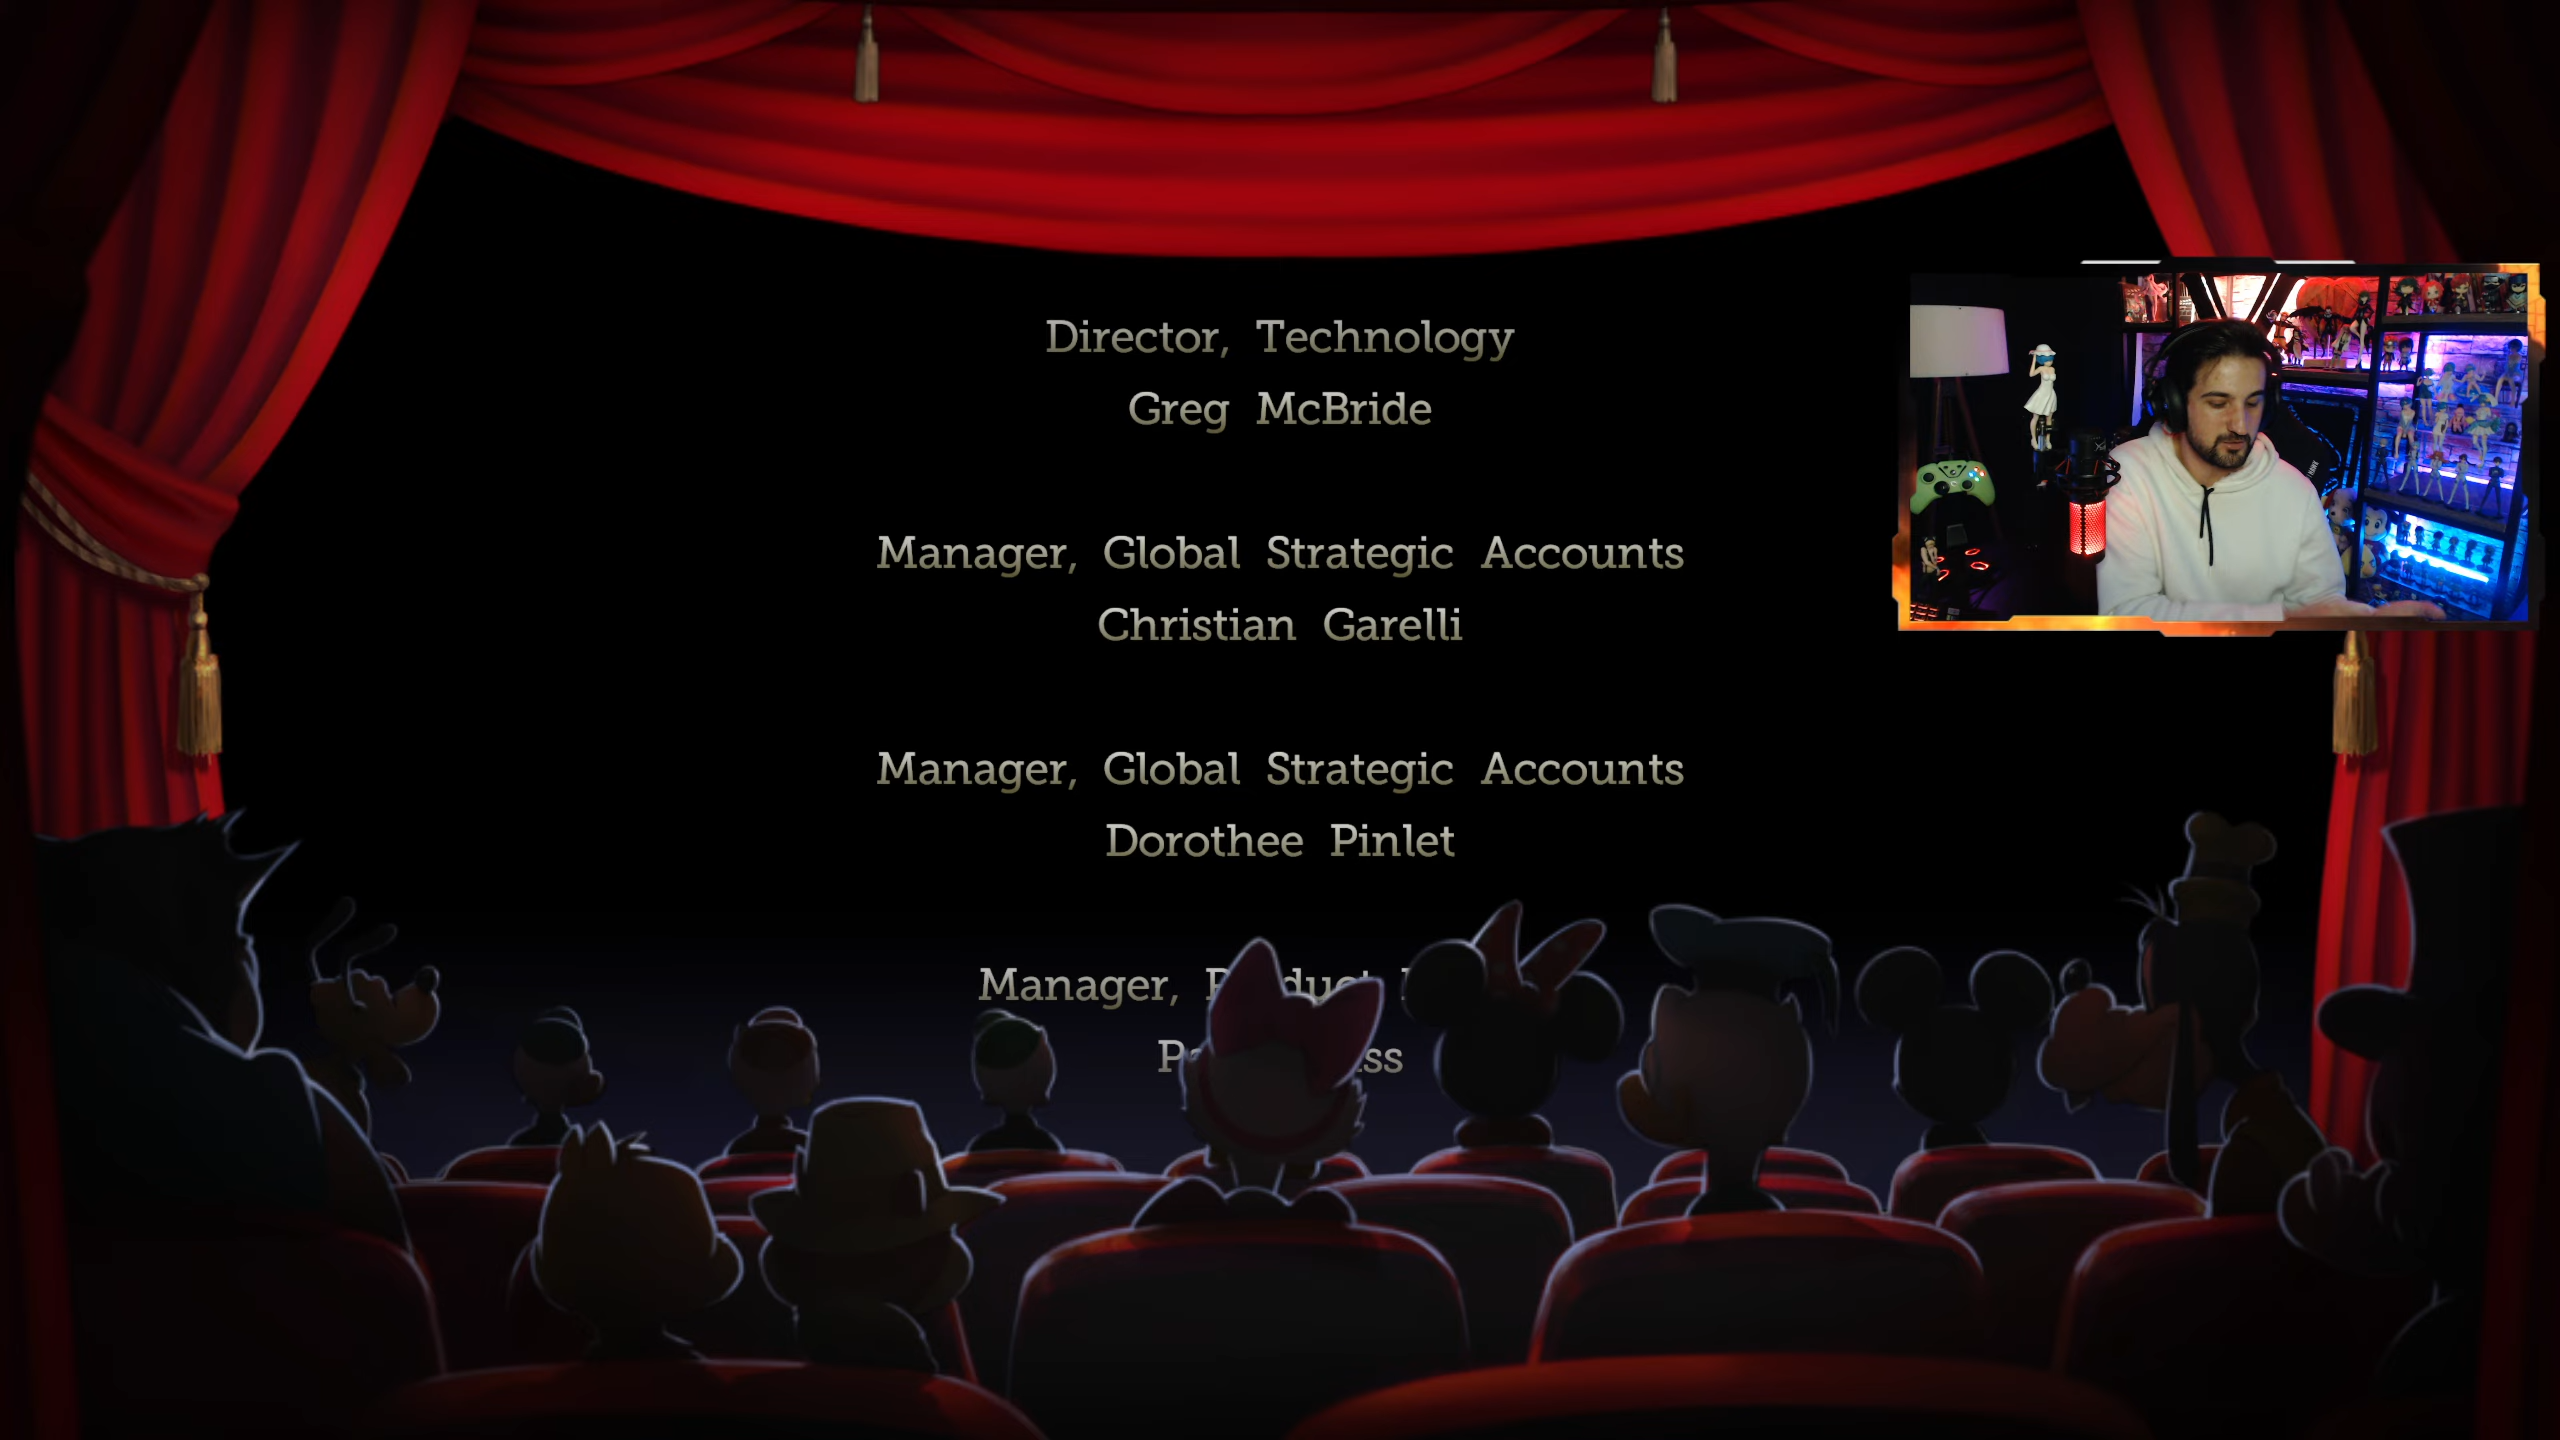 Director, Technology
Greg McBride
Manager, Global Strategic Accounts
Christian Garelli
Manager, Global Strategic Accounts
Dorothee Pinlet
Manager,